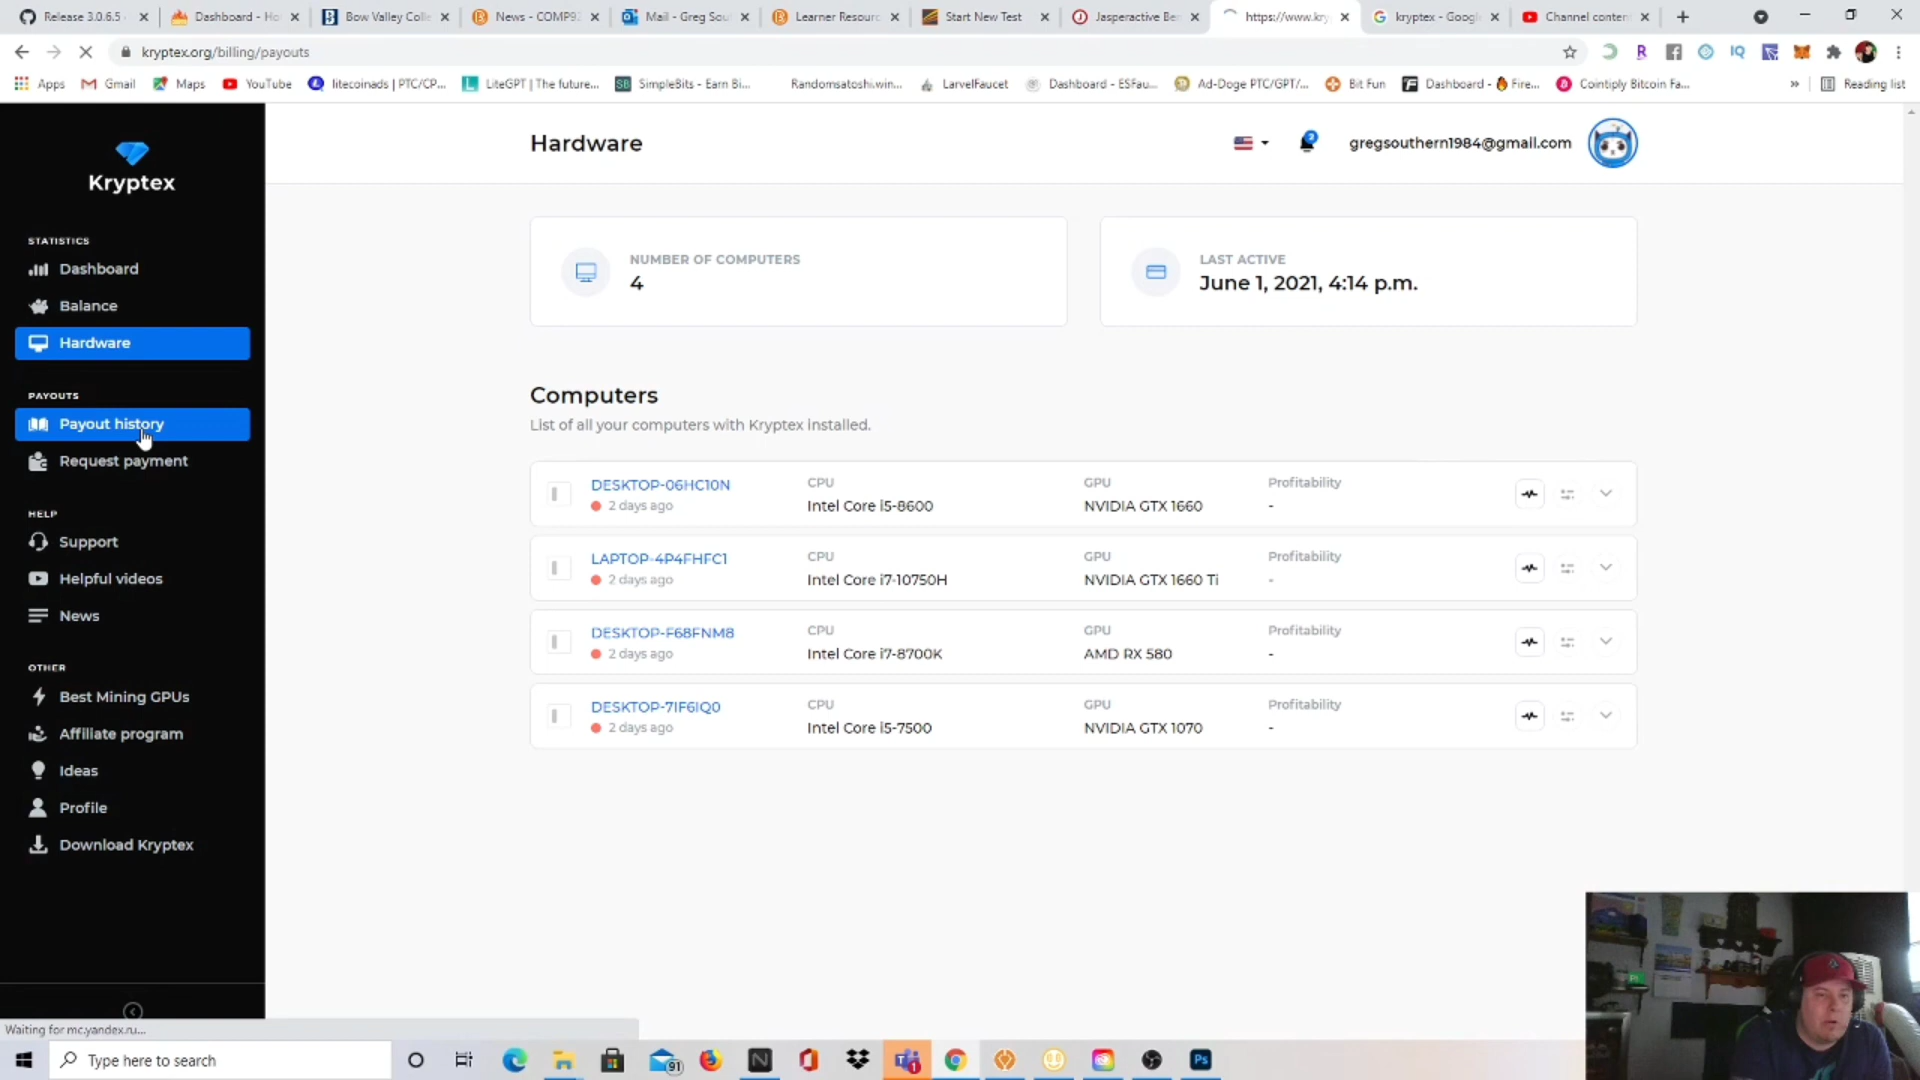 Release 3.0.6.5 Dashboard - Ho Bow Valley Coll News - COMP9 Mail - Greg Sou Learner Resour Start New Test Jasperactive Be https://www.kry kryptex - Googl Channel conten
kryptex.org/billing/payouts
Apps Gmail Maps YouTube litecoinads | PTC/CP... LiteGPT | The future... SimpleBits - Earn Bi... Randomsatoshi.win,... LarvelFaucet Dashboard - ESFau... Ad-Doge PTC/GPT/... Bit Fun Dashboard - Fire... Cointiply Bitcoin Fa... » Reading list
Kryptex
Hardware
gregsouthern1984@gmail.com
STATISTICS
Dashboard
Balance
Hardware
PAYOUTS
Payout history
Request payment
HELP
Support
Helpful videos
News
OTHER
Best Mining GPUs
Affiliate program
Ideas
Profile
Download Kryptex
NUMBER OF COMPUTERS
4
LAST ACTIVE
June 1, 2021, 4:14 p.m.
Computers
List of all your computers with Kryptex installed.
DESKTOP-06HC10N CPU GPU Profitability
2 days ago Intel Core i5-8600 NVIDIA GTX 1660 -
LAPTOP-4P4FHFC1 CPU GPU Profitability
2 days ago Intel Core i7-10750H NVIDIA GTX 1660 Ti -
DESKTOP-F68FNM8 CPU GPU Profitability
2 days ago Intel Core i7-8700K AMD RX 580 -
DESKTOP-7IF6IQ0 CPU GPU Profitability
2 days ago Intel Core i5-7500 NVIDIA GTX 1070 -
Waiting for mc.yandex.ru...
Type here to search
91
1
Ps